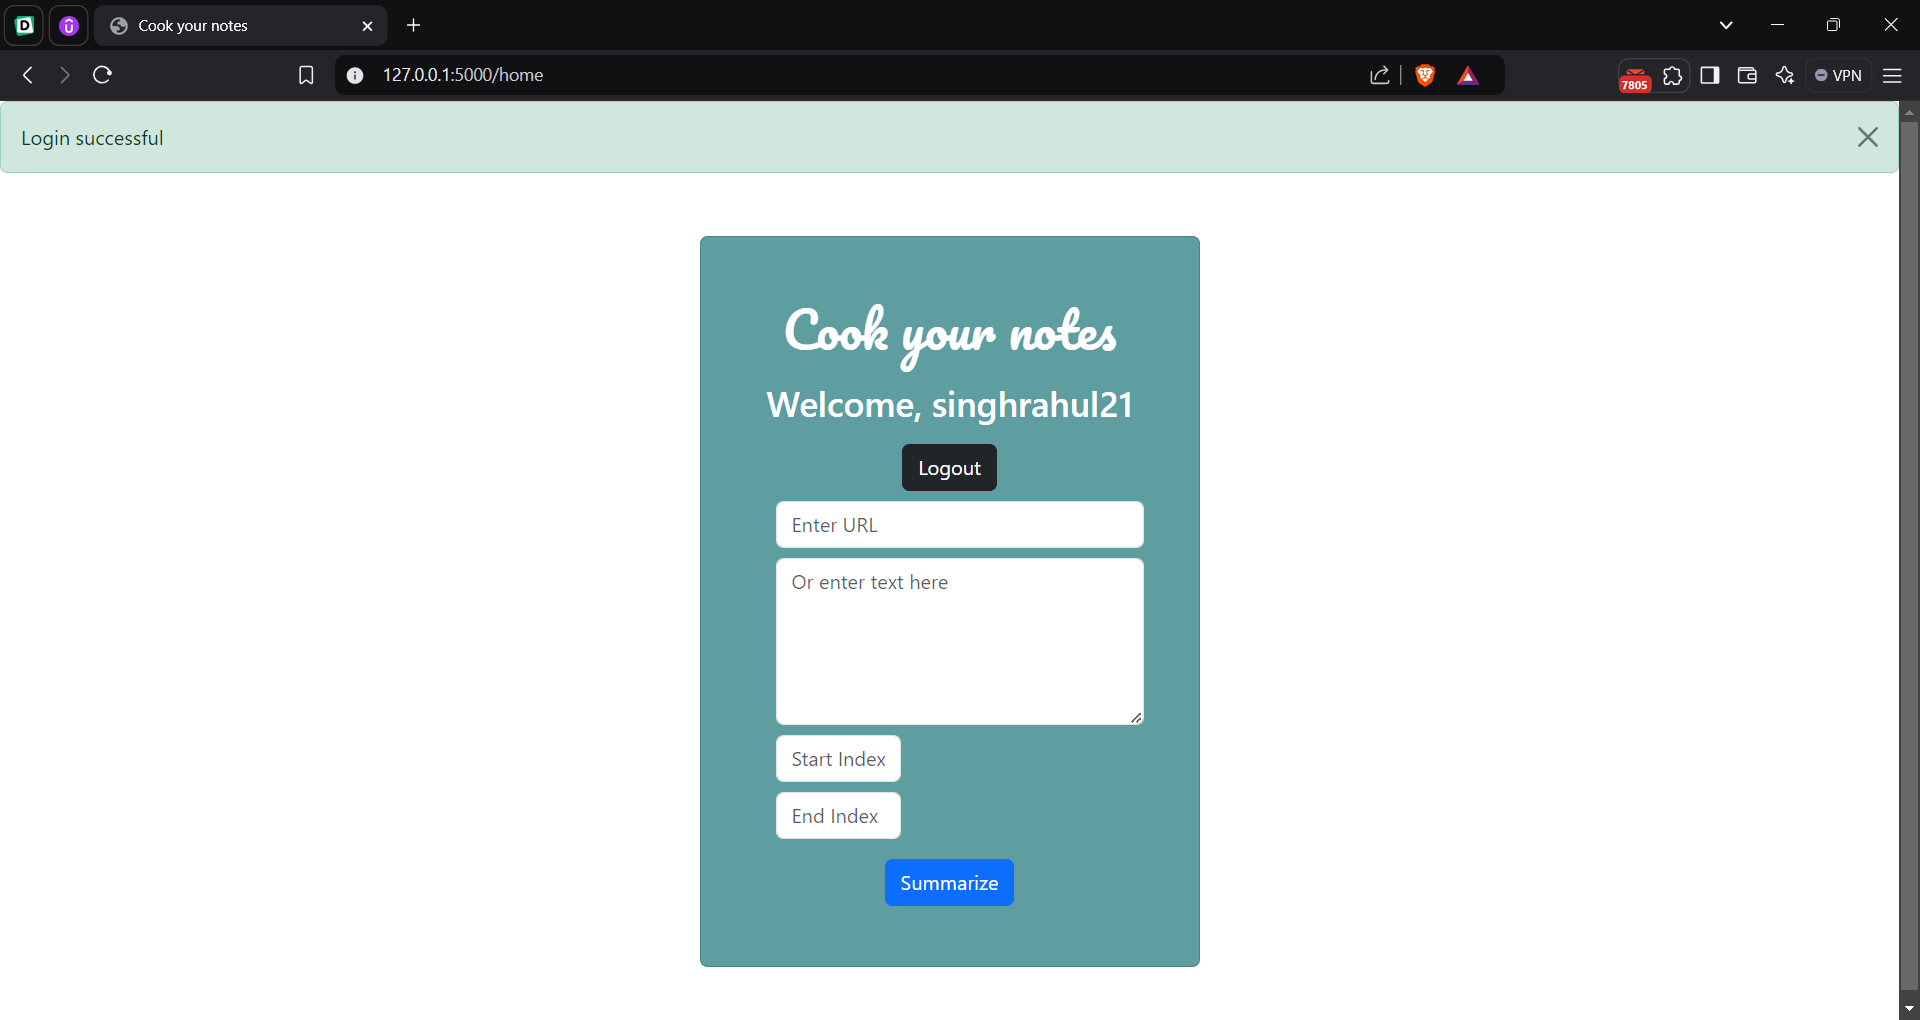 Cook your notes
127.0.0.1:5000/home
7805
VPN
Login successful
Cook your notes
Welcome, singhrahul21
Logout
Enter URL
Or enter text here
Start Index
End Index
Summarize